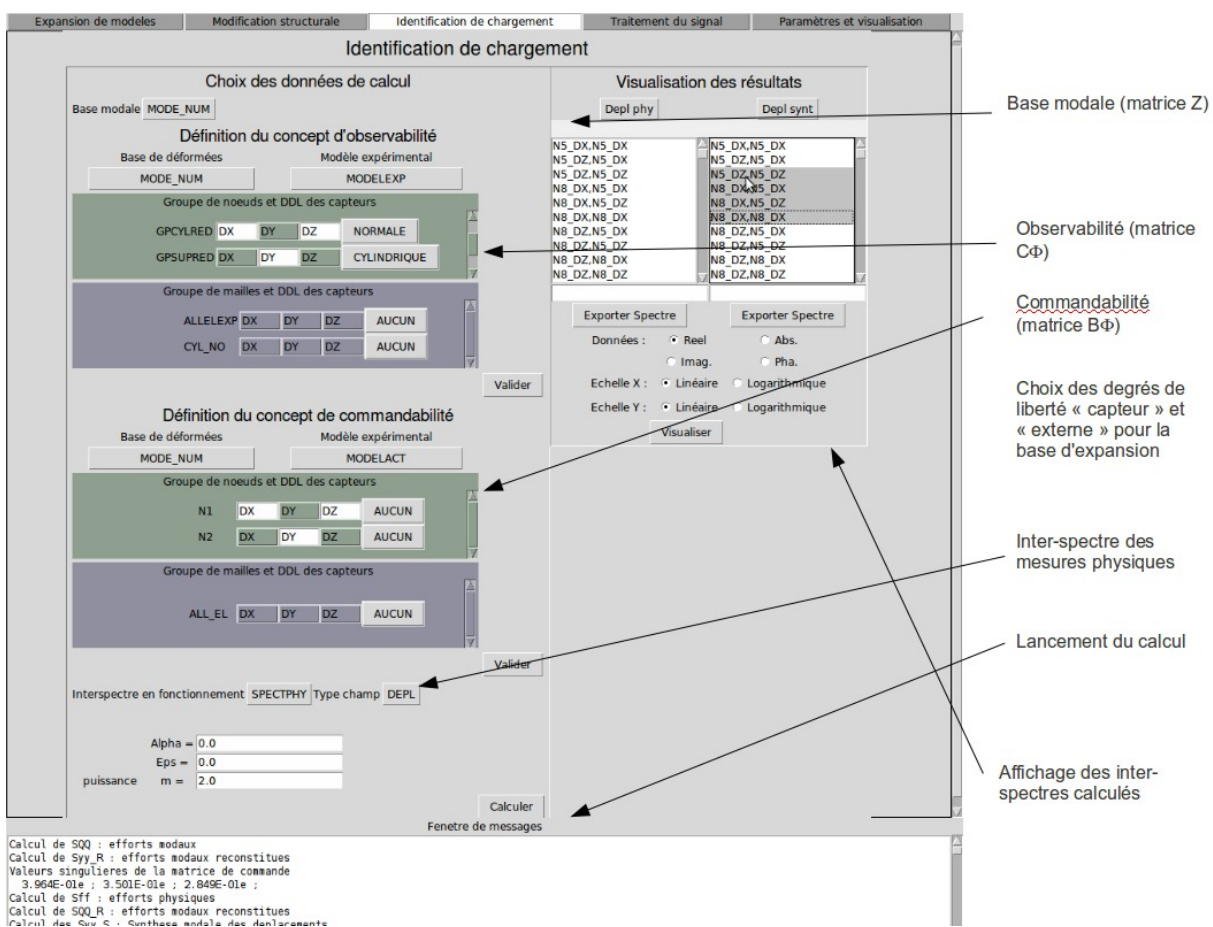 Expansion de modeles Modification structurale Identification de chargement Traitement du signal Paramètres et visualisation
Identification de chargement
Choix des données de calcul
Base modale MODE_NUM
Définition du concept d'observabilité
Base de déformées Modèle expérimental
MODE_NUM MODELEXP
Groupe de noeuds et DDL des capteurs
GPCYLRED DX DY DZ NORMALE
GPSUPRED DX DY DZ CYLINDRIQUE
Groupe de mailles et DDL des capteurs
ALLELEXP DX DY DZ AUCUN
CYL_NO DX DY DZ AUCUN
Valider
Définition du concept de commandabilité
Base de déformées Modèle expérimental
MODE_NUM MODELACT
Groupe de noeuds et DDL des capteurs
N1 DX DY DZ AUCUN
N2 DX DY DZ AUCUN
Groupe de mailles et DDL des capteurs
ALL_EL DX DY DZ AUCUN
Valider
Interspectre en fonctionnement SPECTPHY Type champ DEPL
Alpha = 0.0
Eps = 0.0
puissance m = 2.0
Calculer
Visualisation des résultats
Depl phy Depl synt
N5_DX,N5_DX N5_DX,N5_DX
N5_DZ,N5_DX N5_DZ,N5_DX
N5_DZ,N5_DZ N5_DZ,N5_DZ
N8_DX,N5_DX N8_DX,N5_DX
N8_DX,N5_DZ N8_DX,N5_DZ
N8_DX,N8_DX N8_DX,N8_DX
N8_DZ,N5_DX N8_DZ,N5_DX
N8_DZ,N5_DZ N8_DZ,N5_DZ
N8_DZ,N8_DX N8_DZ,N8_DX
N8_DZ,N8_DZ N8_DZ,N8_DZ
Exporter Spectre Exporter Spectre
Données : Reel Abs.
Imag. Pha.
Echelle X : Linéaire Logarithmique
Echelle Y : Linéaire Logarithmique
Visualiser
Base modale (matrice Z)
Observabilité (matrice
CΦ)
Commandabilité
(matrice BΦ)
Choix des degrés de
liberté « capteur » et
« externe » pour la
base d'expansion
Inter-spectre des
mesures physiques
Lancement du calcul
Affichage des inter-
spectres calculés
Fenetre de messages
Calcul de SQQ : efforts modaux
Calcul de Syy_R : efforts modaux reconstitues
Valeurs singulieres de la matrice de commande
3.964E-01e ; 3.501E-01e ; 2.849E-01e ;
Calcul de Sff : efforts physiques
Calcul de SQQ_R : efforts modaux reconstitues
Calcul des Syy_S : Synthese modale des deplacements